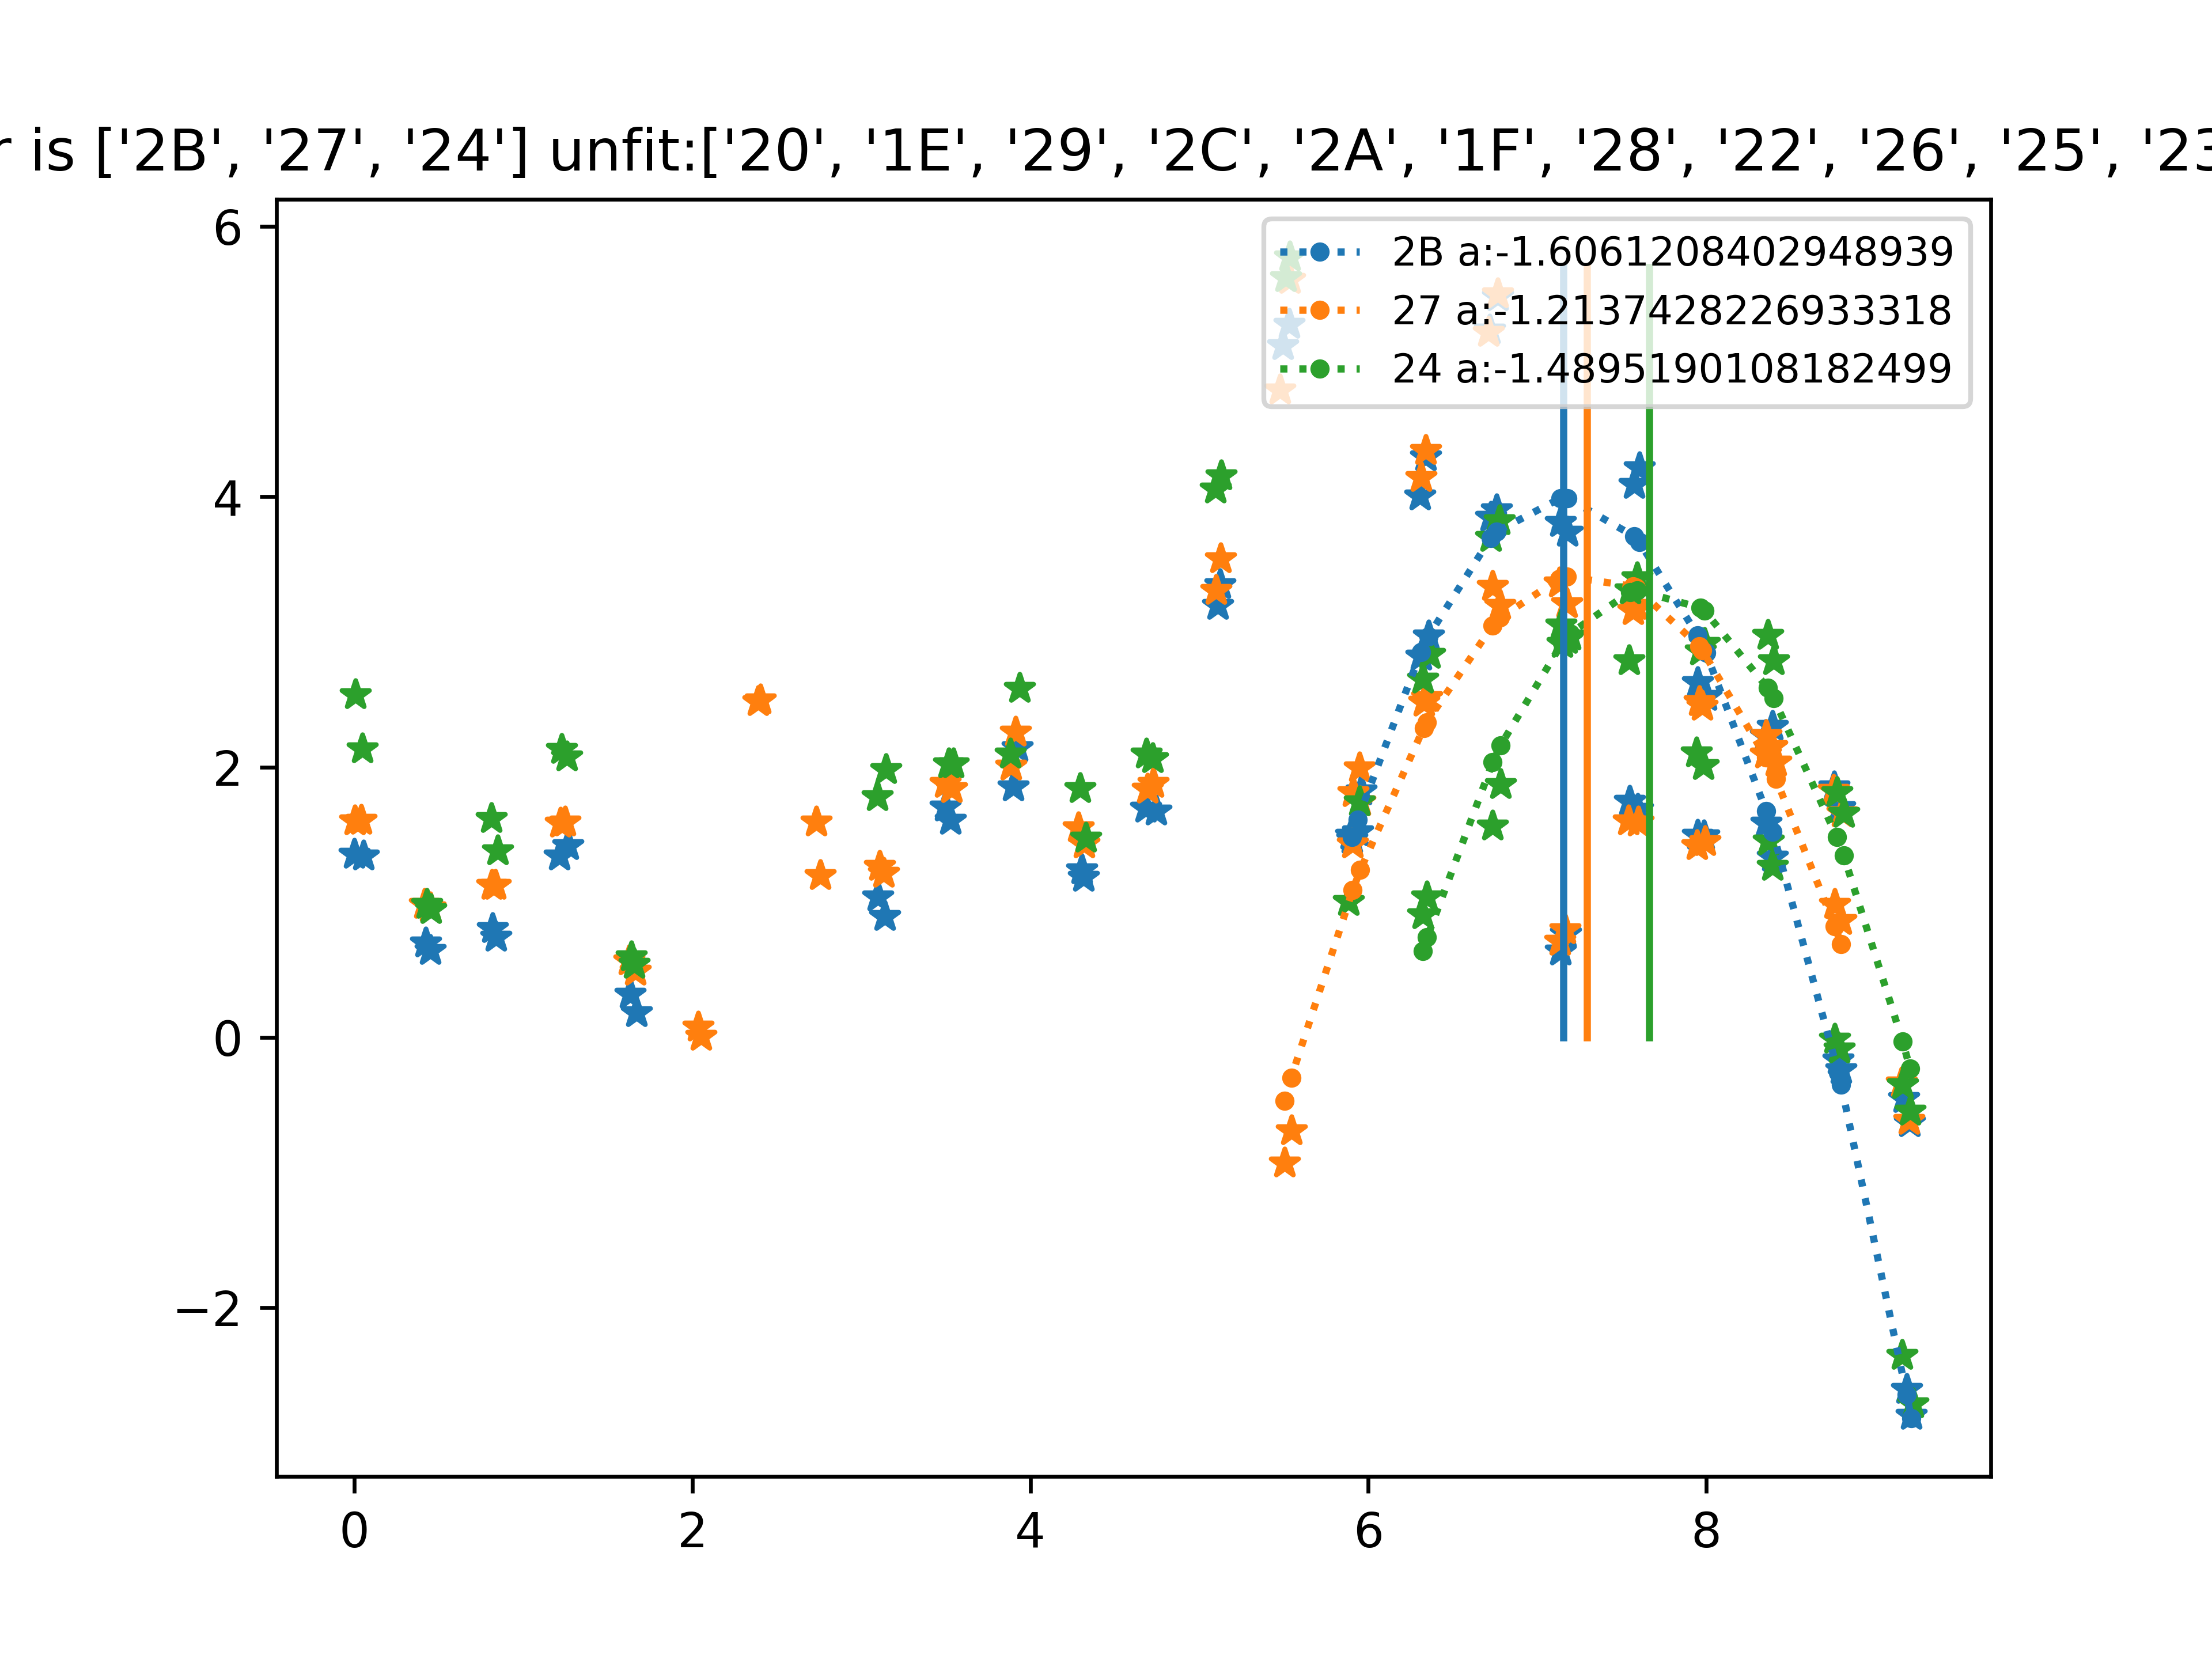 r is ['2B', '27', '24'] unfit:['20', '1E', '29', '2C', '2A', '1F', '28', '22', '26', '25', '23
6
4
2
0
−2
0 2 4 6 8
2B a:-1.6061208402948939
27 a:-1.2137428226933318
24 a:-1.4895190108182499